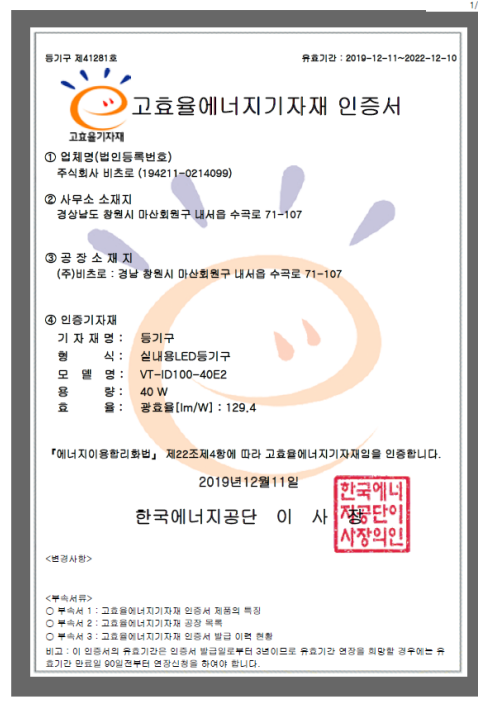 1/
등기구 제41281호
유효기간 : 2019-12-11~2022-12-10
고효율기자재
고효율에너지기자재 인증서
① 업체명(법인등록번호)
주식회사 비츠로 (194211-0214099)
② 사무소 소재지
경상남도 창원시 마산회원구 내서읍 수곡로 71-107
③ 공 장 소 재 지
(주)비츠로 : 경남 창원시 마산회원구 내서읍 수곡로 71-107
④ 인증기자재
기 자 재 명 : 등기구
형 식 : 실내용LED등기구
모 델 명 : VT-ID100-40E2
용 량 : 40 W
효 율 : 광효율[lm/W] : 129.4
『에너지이용합리화법』 제22조제4항에 따라 고효율에너지기자재임을 인증합니다.
2019년12월11일
한국에너지공단 이 사 장
한국에너
지공단이
사장의인
<변경사항>
<부속서류>
○ 부속서 1 : 고효율에너지기자재 인증서 제품의 특징
○ 부속서 2 : 고효율에너지기자재 공장 목록
○ 부속서 3 : 고효율에너지기자재 인증서 발급 이력 현황
비고 : 이 인증서의 유효기간은 인증서 발급일로부터 3년이므로 유효기간 연장을 희망할 경우에는 유
효기간 만료일 90일전부터 연장신청을 하여야 합니다.